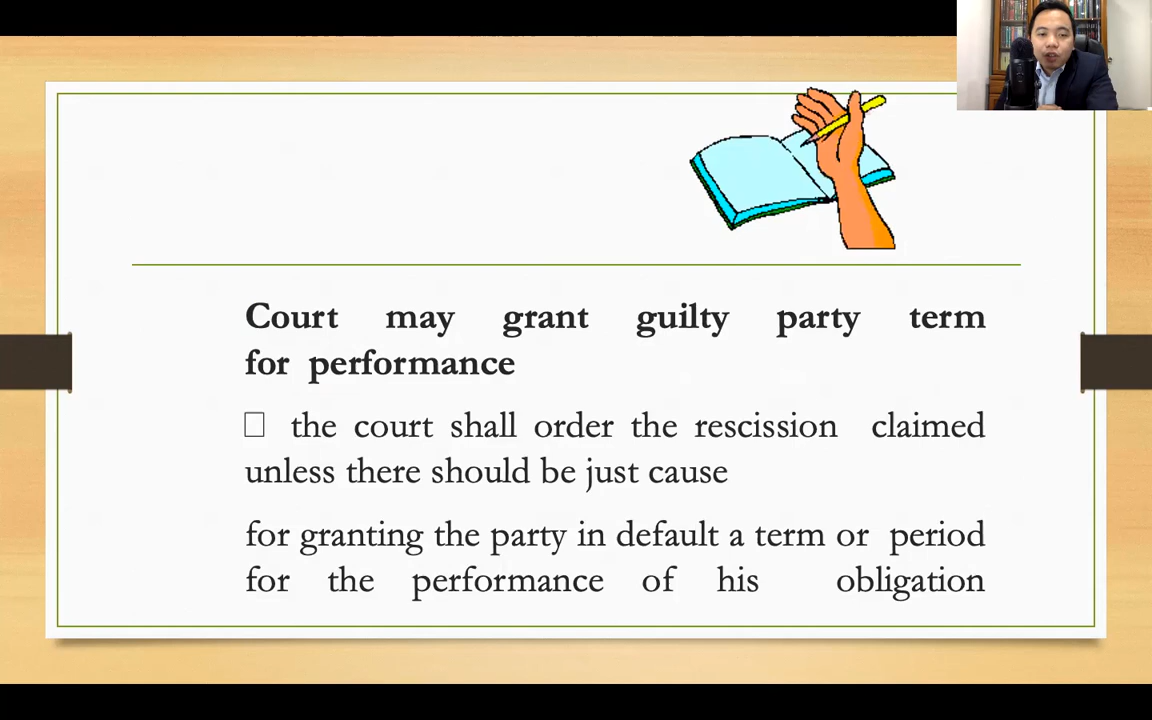 Court may grant guilty party term
for performance
□ the court shall order the rescission claimed
unless there should be just cause
for granting the party in default a term or period
for the performance of his obligation